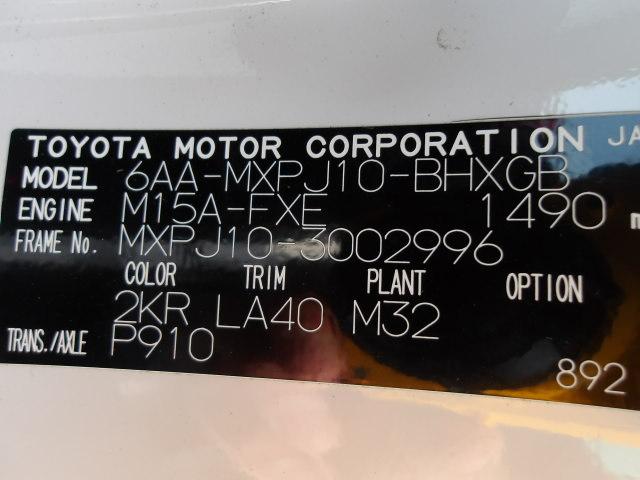 TOYOTA MOTOR CORPORATION JA
MODEL 6AA-MXPJ10-BHXGB
ENGINE M15A-FXE 1490 m
FRAME No. MXPJ10-3002996
COLOR TRIM PLANT OPTION
2KR LA40 M32
TRANS./AXLE P910
892